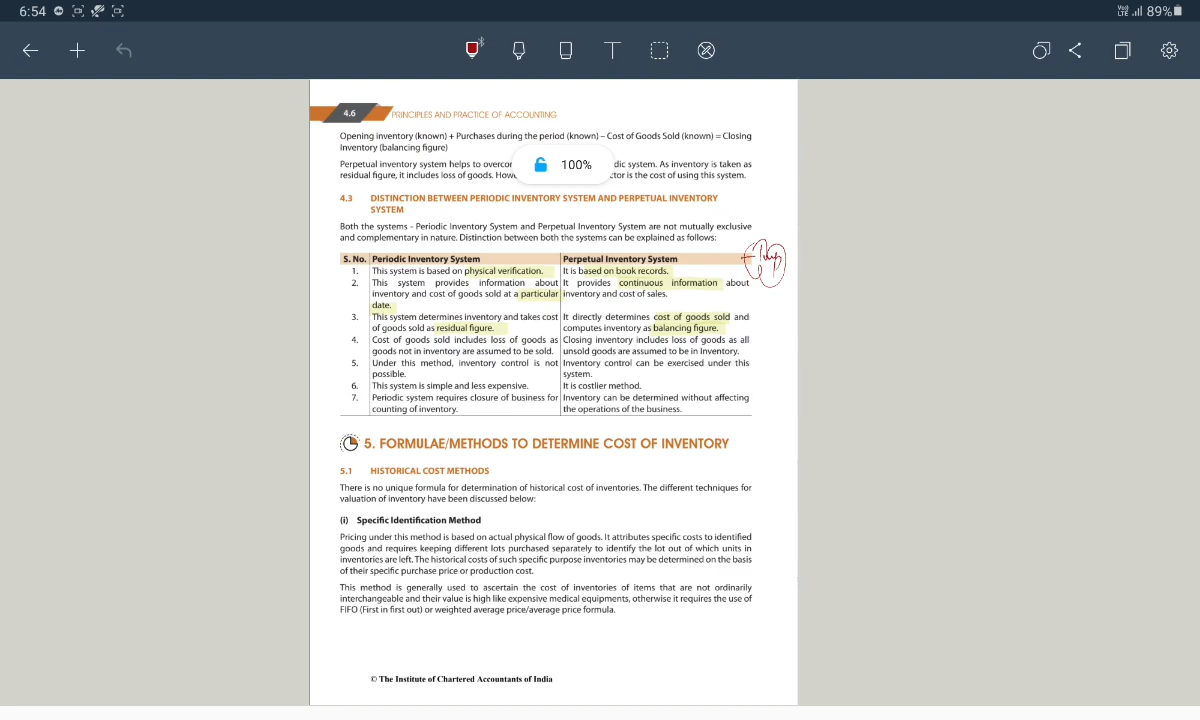 6:54
Vo))
LTE 89%
4.6 PRINCIPLES AND PRACTICE OF ACCOUNTING
Opening inventory (known) + Purchases during the period (known) – Cost of Goods Sold (known) = Closing
Inventory (balancing figure)
Perpetual inventory system helps to dic system. As inventory is taken as
100%
residual figure, it includes loss of goods. is the cost of using this system.
4.3 DISTINCTION BETWEEN PERIODIC INVENTORY SYSTEM AND PERPETUAL INVENTORY
SYSTEM
Both the systems - Periodic Inventory System and Perpetual Inventory System are not mutually exclusive
and complementary in nature. Distinction between both the systems can be explained as follows:
S. No. Periodic Inventory System Perpetual Inventory System
1. This system is based on physical verification. It is based on book records.
2. This system provides information about It provides continuous information about
inventory and cost of goods sold at a particular inventory and cost of sales.
date.
3. This system determines inventory and takes cost It directly determines cost of goods sold and
of goods sold as residual figure. computes inventory as balancing figure.
4. Cost of goods sold includes loss of goods as Closing inventory includes loss of goods as all
goods not in inventory are assumed to be sold. unsold goods are assumed to be in Inventory.
5. Under this method, inventory control is not Inventory control can be exercised under this
possible. system.
6. This system is simple and less expensive. It is costlier method.
7. Periodic system requires closure of business for Inventory can be determined without affecting
counting of inventory. the operations of the business.
5. FORMULAE/METHODS TO DETERMINE COST OF INVENTORY
5.1 HISTORICAL COST METHODS
There is no unique formula for determination of historical cost of inventories. The different techniques for
valuation of inventory have been discussed below:
(i) Specific Identification Method
Pricing under this method is based on actual physical flow of goods. It attributes specific costs to identified
goods and requires keeping different lots purchased separately to identify the lot out of which units in
inventories are left. The historical costs of such specific purpose inventories may be determined on the basis
of their specific purchase price or production cost.
This method is generally used to ascertain the cost of inventories of items that are not ordinarily
interchangeable and their value is high like expensive medical equipments, otherwise it requires the use of
FIFO (First in first out) or weighted average price/average price formula.
© The Institute of Chartered Accountants of India